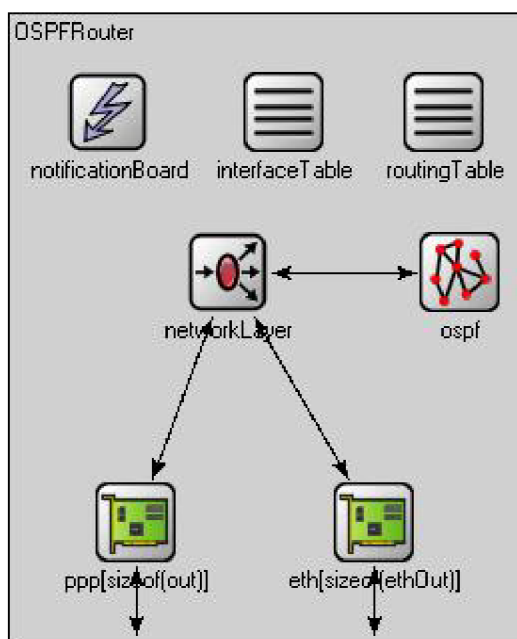 OSPFRouter
notificationBoard interfaceTable routingTable
networkLayer ospf
ppp[sizeof(out)] eth[sizeof(ethOut)]